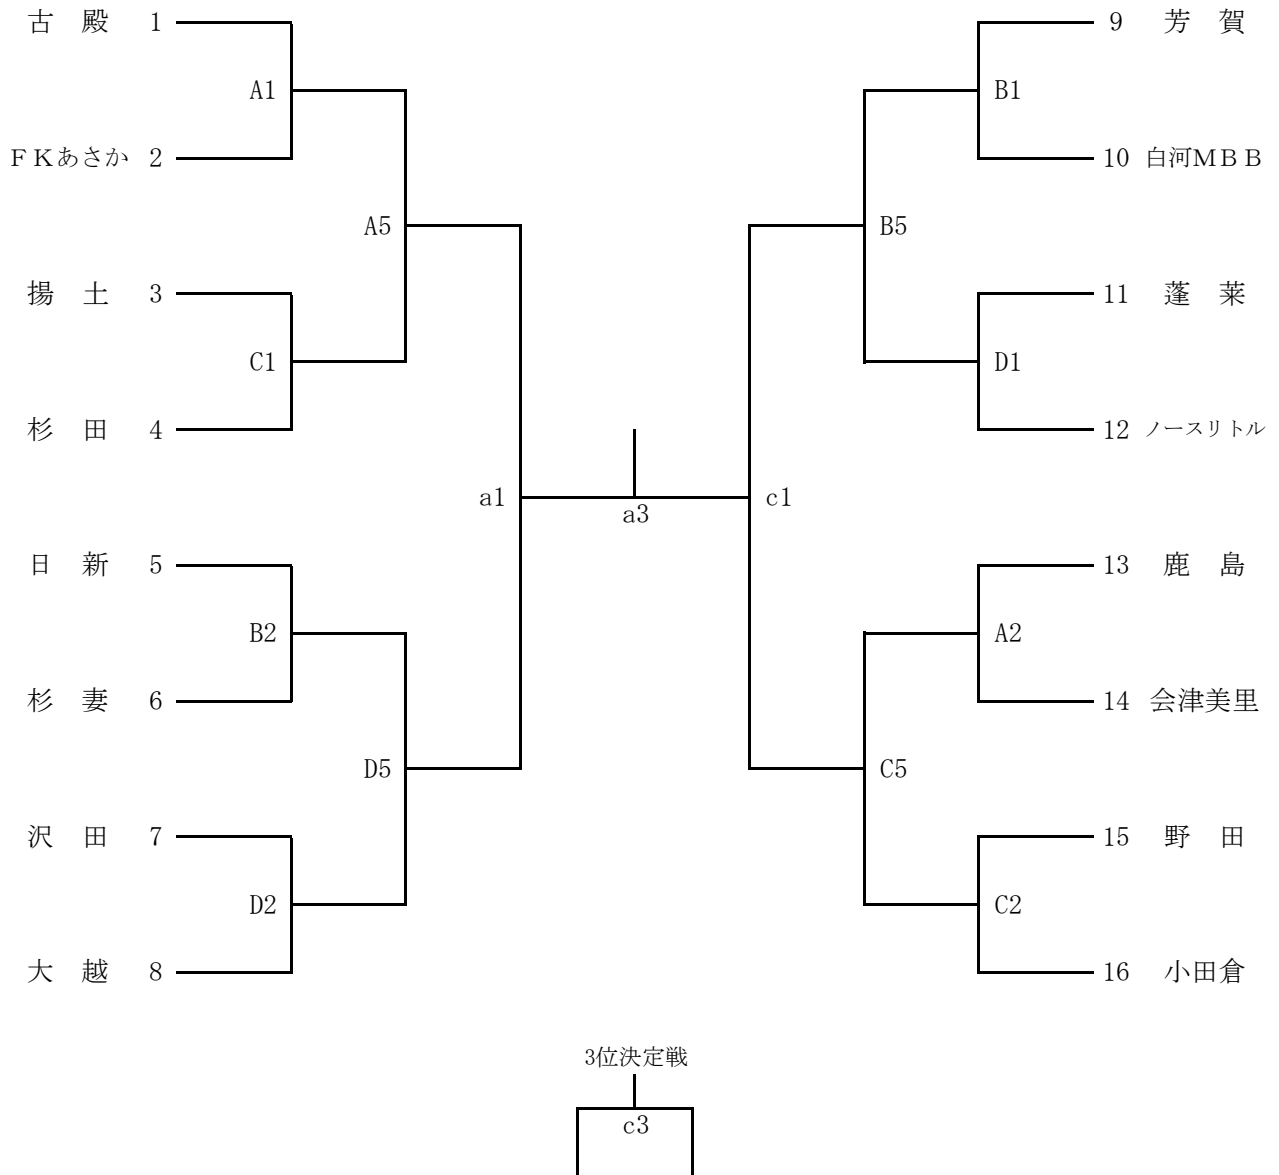 古　殿 1
A1
ＦＫあさか 2
A5
揚　土 3
C1
杉　田 4
a1
日　新 5
B2
杉　妻 6
D5
沢　田 7
D2
大　越 8
a3
9 芳　賀
B1
10 白河ＭＢＢ
B5
11 蓬　莱
D1
12 ノースリトル
c1
13 鹿　島
A2
14 会津美里
C5
15 野　田
C2
16 小田倉
3位決定戦
c3